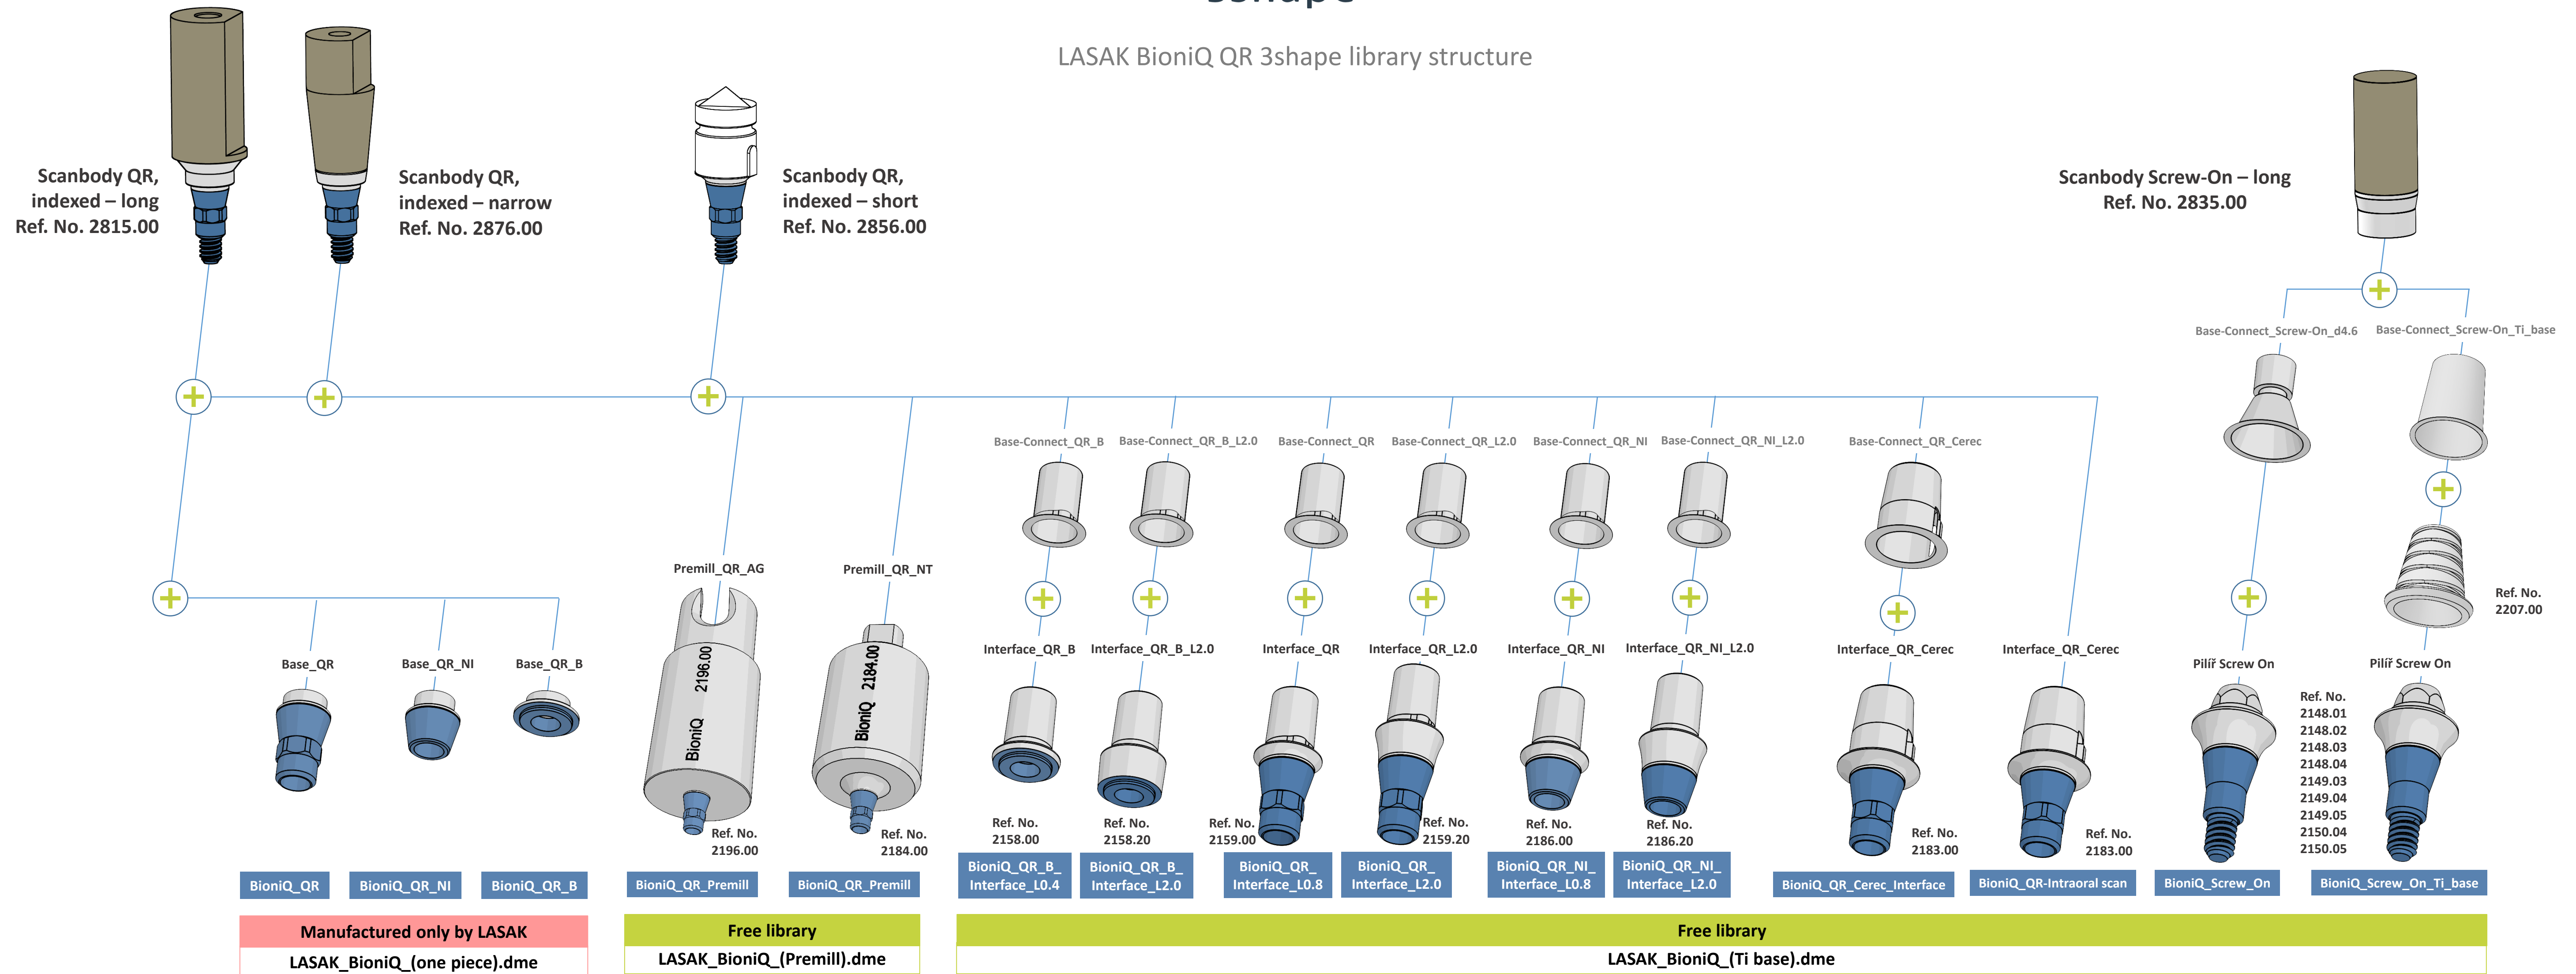 3shape
LASAK BioniQ QR 3shape library structure
Scanbody QR,
indexed – long
Ref. No. 2815.00
Scanbody QR,
indexed – narrow
Ref. No. 2876.00
Scanbody QR,
indexed – short
Ref. No. 2856.00
Scanbody Screw-On – long
Ref. No. 2835.00
Base-Connect_Screw-On_d4.6
Base-Connect_Screw-On_Ti_base
Base-Connect_QR_B
Base-Connect_QR_B_L2.0
Base-Connect_QR
Base-Connect_QR_L2.0
Base-Connect_QR_NI
Base-Connect_QR_NI_L2.0
Base-Connect_QR_Cerec
Premill_QR_AG
Premill_QR_NT
Ref. No.
2207.00
Base_QR
Base_QR_NI
Base_QR_B
BioniQ 2196.00
BioniQ 2184.00
Interface_QR_B
Interface_QR_B_L2.0
Interface_QR
Interface_QR_L2.0
Interface_QR_NI
Interface_QR_NI_L2.0
Interface_QR_Cerec
Interface_QR_Cerec
Pilíř Screw On
Pilíř Screw On
Ref. No.
2148.01
2148.02
2148.03
2148.04
2149.03
2149.04
2149.05
2150.04
2150.05
Ref. No.
2196.00
Ref. No.
2184.00
Ref. No.
2158.00
Ref. No.
2158.20
Ref. No.
2159.00
Ref. No.
2159.20
Ref. No.
2186.00
Ref. No.
2186.20
Ref. No.
2183.00
Ref. No.
2183.00
BioniQ_QR
BioniQ_QR_NI
BioniQ_QR_B
BioniQ_QR_Premill
BioniQ_QR_Premill
BioniQ_QR_B_
Interface_L0.4
BioniQ_QR_B_
Interface_L2.0
BioniQ_QR_
Interface_L0.8
BioniQ_QR_
Interface_L2.0
BioniQ_QR_NI_
Interface_L0.8
BioniQ_QR_NI_
Interface_L2.0
BioniQ_QR_Cerec_Interface
BioniQ_QR-Intraoral scan
BioniQ_Screw_On
BioniQ_Screw_On_Ti_base
Manufactured only by LASAK
LASAK_BioniQ_(one piece).dme
Free library
LASAK_BioniQ_(Premill).dme
Free library
LASAK_BioniQ_(Ti base).dme